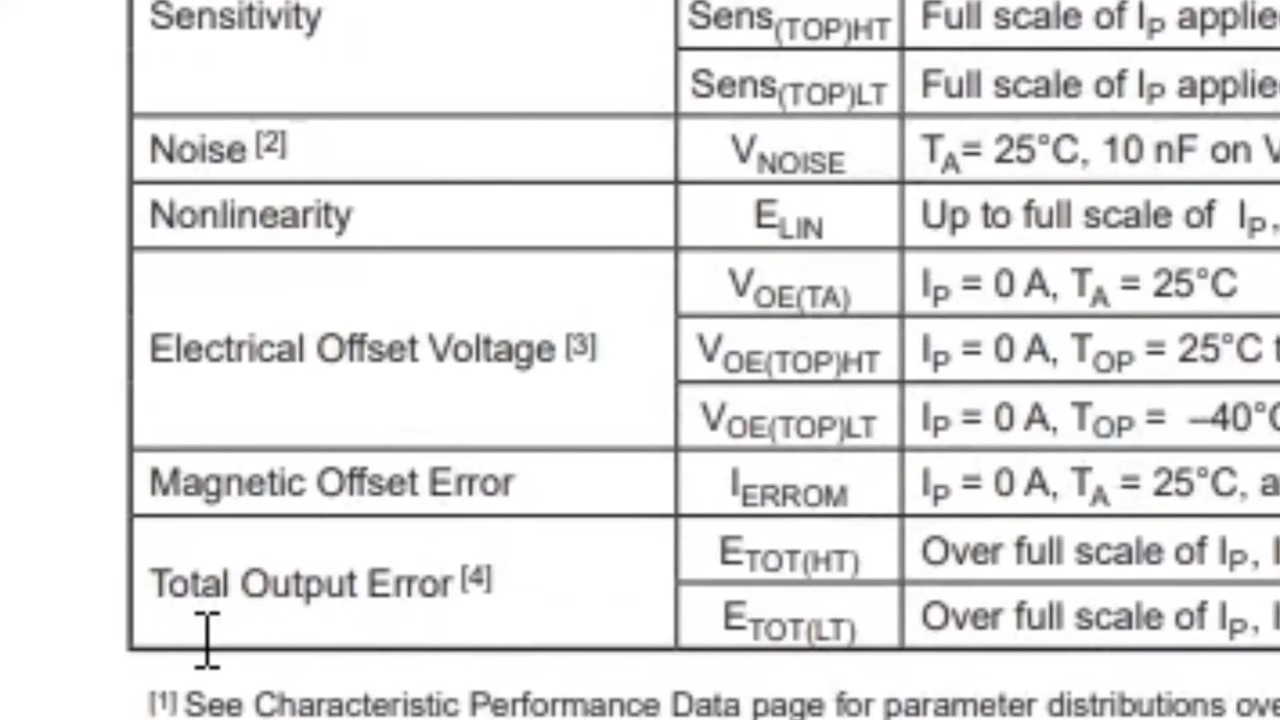 Sensitivity
Sens(TOP)HT Full scale of IP applie
Sens(TOP)LT Full scale of IP applie
Noise [2] VNOISE TA= 25°C, 10 nF on V
Nonlinearity ELIN Up to full scale of IP,
VOE(TA) IP = 0 A, TA = 25°C
Electrical Offset Voltage [3] VOE(TOP)HT IP = 0 A, TOP = 25°C t
VOE(TOP)LT IP = 0 A, TOP = –40°C
Magnetic Offset Error IERROM IP = 0 A, TA = 25°C, a
Total Output Error [4]
ETOT(HT) Over full scale of IP, I
ETOT(LT) Over full scale of IP, I
[1] See Characteristic Performance Data page for parameter distributions ove